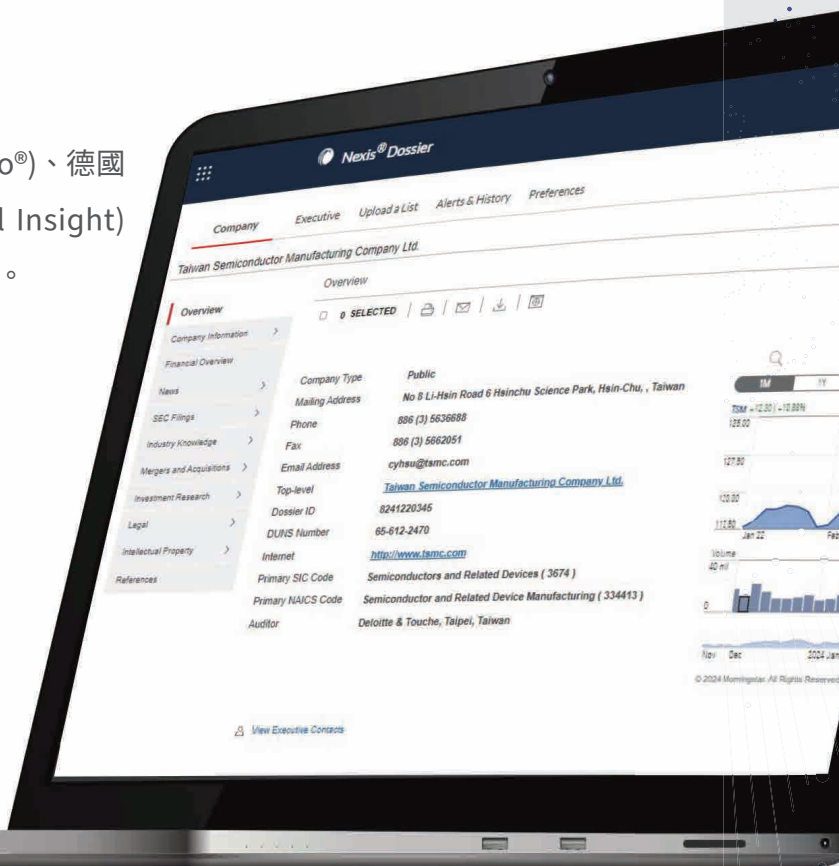 o®)、德國
l Insight)
。
Nexis® Dossier
Company
Executive
Upload a List
Alerts & History
Preferences
Taiwan Semiconductor Manufacturing Company Ltd.
Overview
Company Information
Financial Overview
News
SEC Filings
Industry Knowledge
Mergers and Acquisitions
Investment Research
Legal
Intellectual Property
References
Overview
0 SELECTED
Company Type Public
Mailing Address No 8 Li-Hsin Road 6 Hsinchu Science Park, Hsin-Chu, , Taiwan
Phone 886 (3) 5636688
Fax 886 (3) 5662051
Email Address cyhsu@tsmc.com
Top-level Taiwan Semiconductor Manufacturing Company Ltd.
Dossier ID 8241220345
DUNS Number 65-612-2470
Internet http://www.tsmc.com
Primary SIC Code Semiconductors and Related Devices ( 3674 )
Primary NAICS Code Semiconductor and Related Device Manufacturing ( 334413 )
Auditor Deloitte & Touche, Taipei, Taiwan
View Executive Contacts
1M
1Y
TSM
127.50
120.00
112.50
Jan 22
Feb
Volume
40 mil
0
Nov Dec 2024 Jan
© 2024 Morningstar. All Rights Reserved